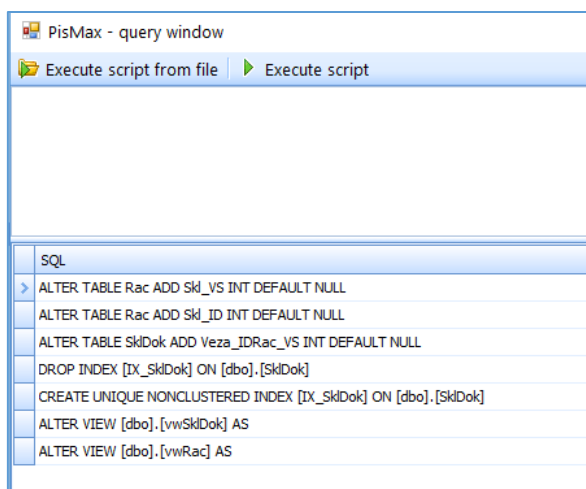 PisMax - query window
Execute script from file Execute script
SQL
ALTER TABLE Rac ADD Skl_VS INT DEFAULT NULL
ALTER TABLE Rac ADD Skl_ID INT DEFAULT NULL
ALTER TABLE SklDok ADD Veza_IDRac_VS INT DEFAULT NULL
DROP INDEX [IX_SklDok] ON [dbo].[SklDok]
CREATE UNIQUE NONCLUSTERED INDEX [IX_SklDok] ON [dbo].[SklDok]
ALTER VIEW [dbo].[vwSklDok] AS
ALTER VIEW [dbo].[vwRac] AS